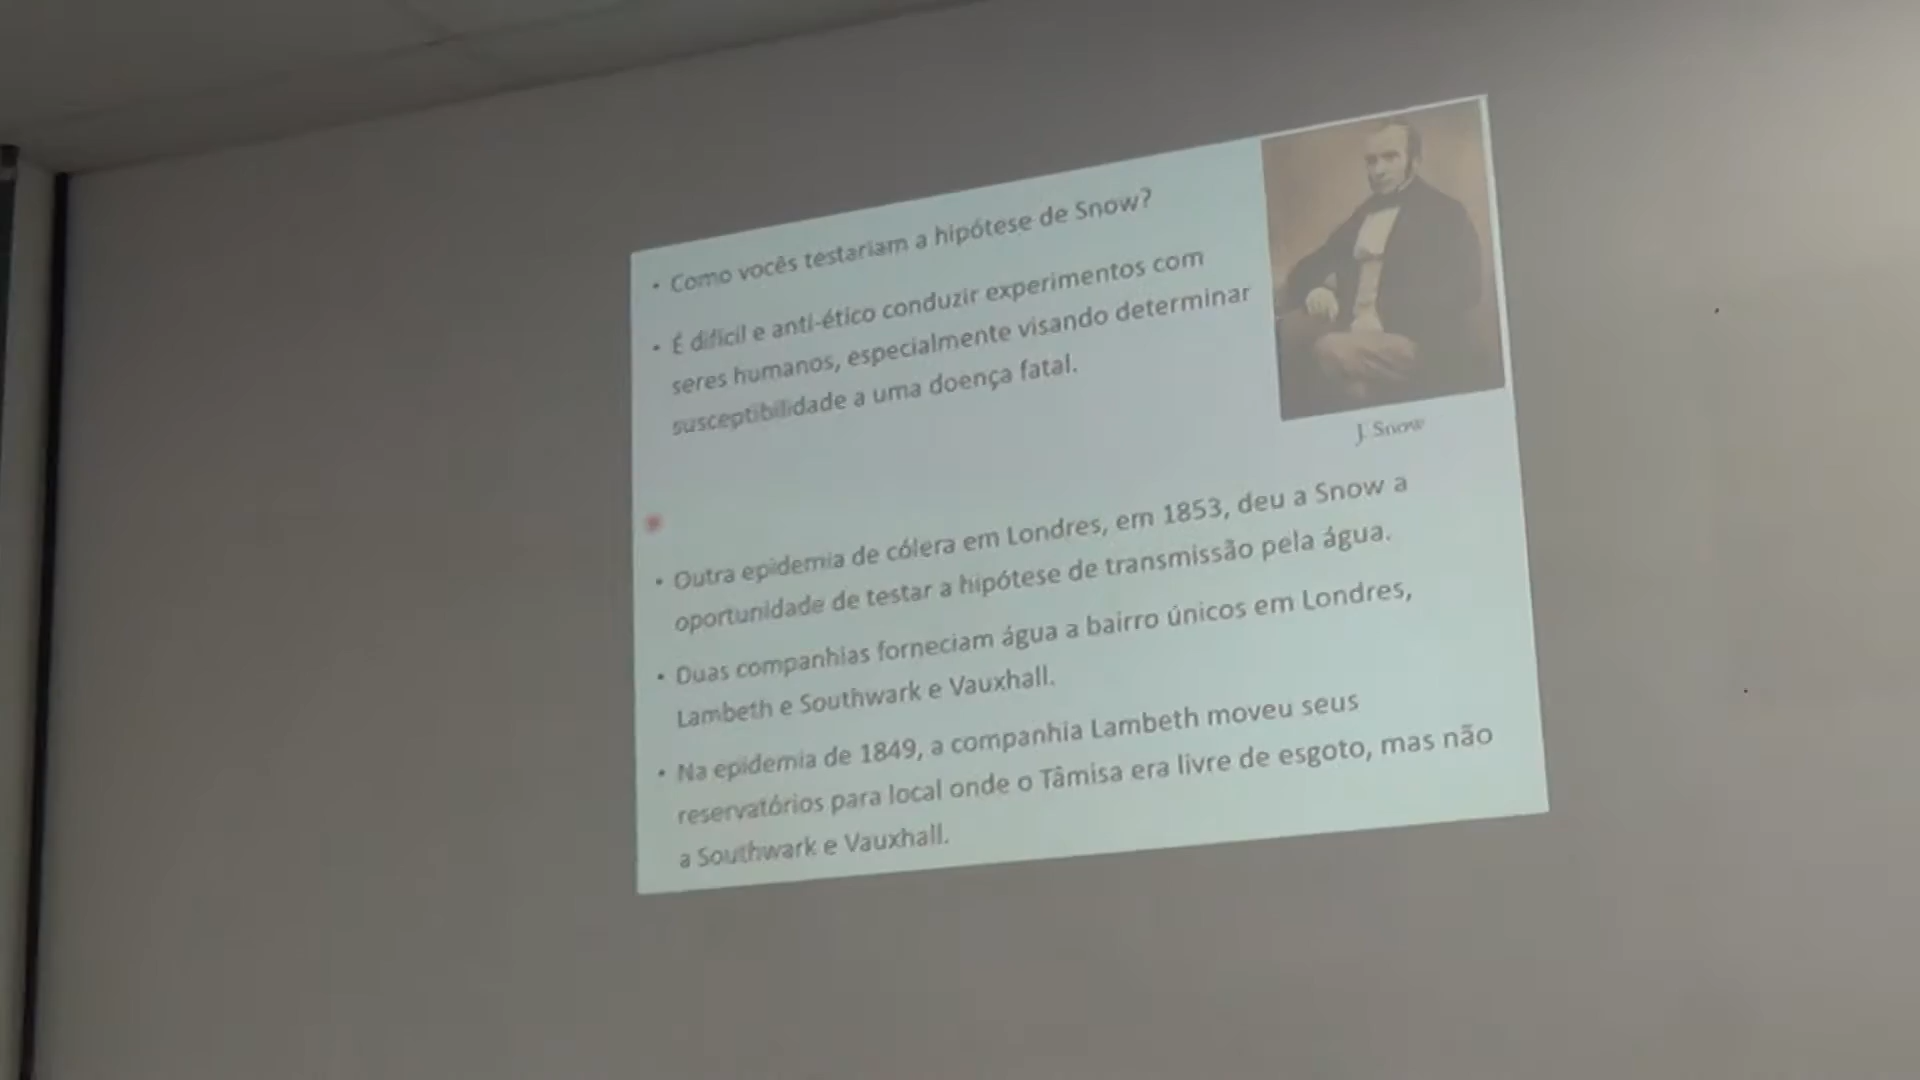 • Como vocês testariam a hipótese de Snow?
• É difícil e anti-ético conduzir experimentos com
seres humanos, especialmente visando determinar
susceptibilidade a uma doença fatal.
J. Snow
• Outra epidemia de cólera em Londres, em 1853, deu a Snow a
oportunidade de testar a hipótese de transmissão pela água.
• Duas companhias forneciam água a bairro únicos em Londres,
Lambeth e Southwark e Vauxhall.
• Na epidemia de 1849, a companhia Lambeth moveu seus
reservatórios para local onde o Tâmisa era livre de esgoto, mas não
a Southwark e Vauxhall.